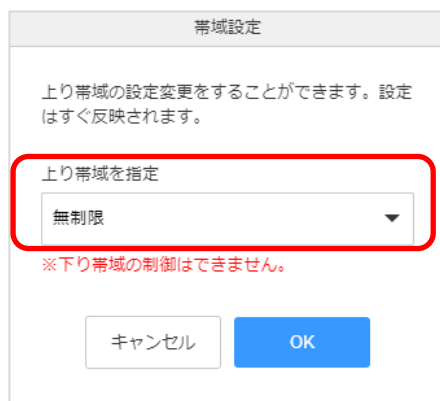 帯域設定
上り帯域の設定変更をすることができます。設定
はすぐ反映されます。
上り帯域を指定
無制限
※下り帯域の制御はできません。
キャンセル
OK